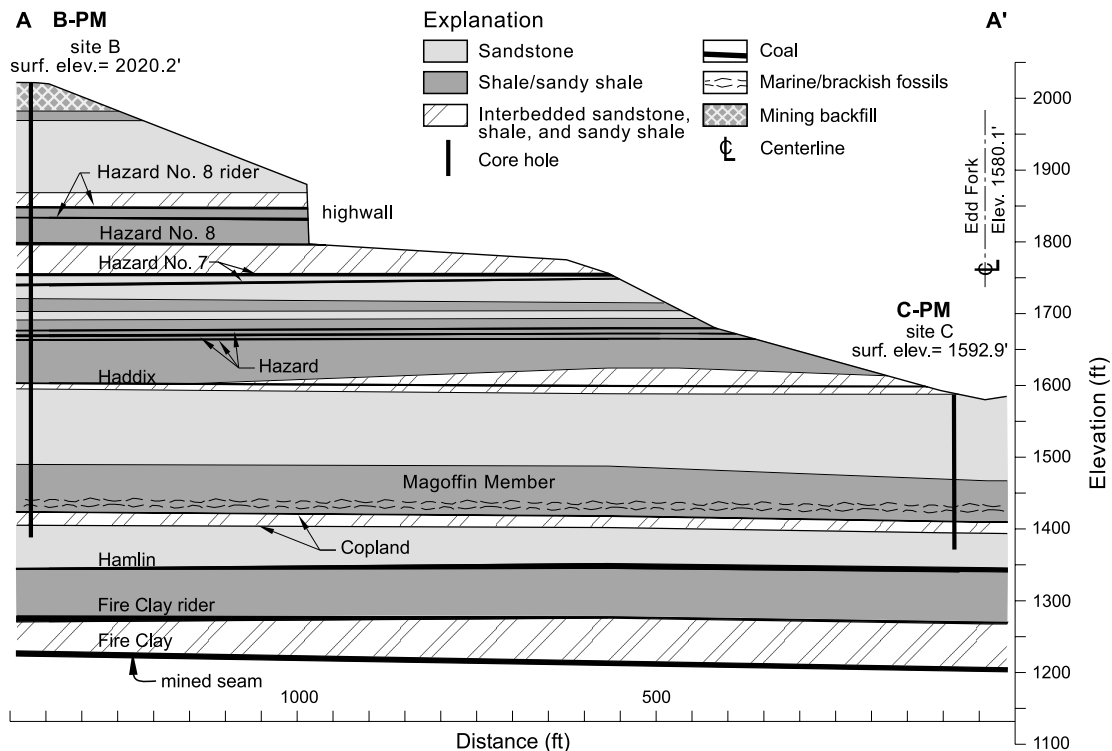 A B-PM
site B
surf. elev.= 2020.2'
Explanation
Sandstone
Shale/sandy shale
Interbedded sandstone,
shale, and sandy shale
Core hole
Coal
Marine/brackish fossils
Mining backfill
℄ Centerline
A'
Edd Fork
Elev. 1580.1'
℄
Hazard No. 8 rider
highwall
Hazard No. 8
Hazard No. 7
C-PM
site C
surf. elev.= 1592.9'
Hazard
Haddix
Magoffin Member
Copland
Hamlin
Fire Clay rider
Fire Clay
mined seam
2000
1900
1800
1700
1600
1500
1400
1300
1200
1100
Elevation (ft)
1000
500
Distance (ft)